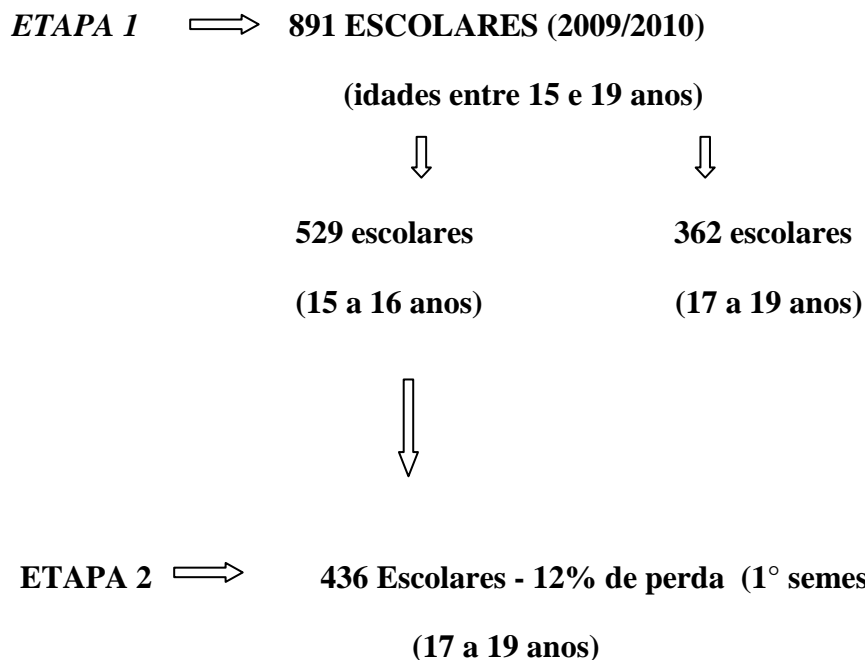 ETAPA 1 891 ESCOLARES (2009/2010)
(idades entre 15 e 19 anos)
529 escolares 362 escolares
(15 a 16 anos) (17 a 19 anos)
ETAPA 2 436 Escolares - 12% de perda (1° semes
(17 a 19 anos)